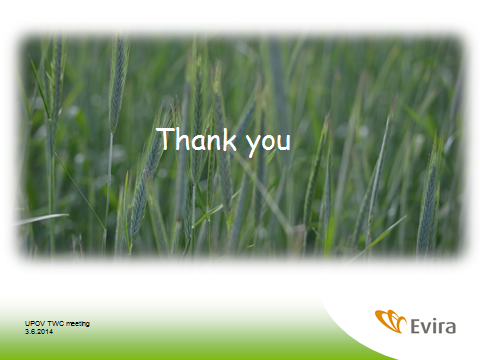 Thank you
UPOV TWC meeting
3.6.2014
Evira